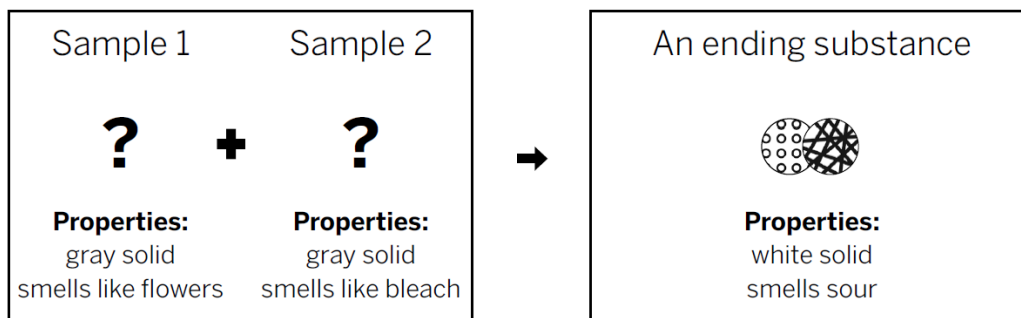 Sample 1
Sample 2
An ending substance
? + ?
Properties:
gray solid
smells like flowers
Properties:
gray solid
smells like bleach
Properties:
white solid
smells sour